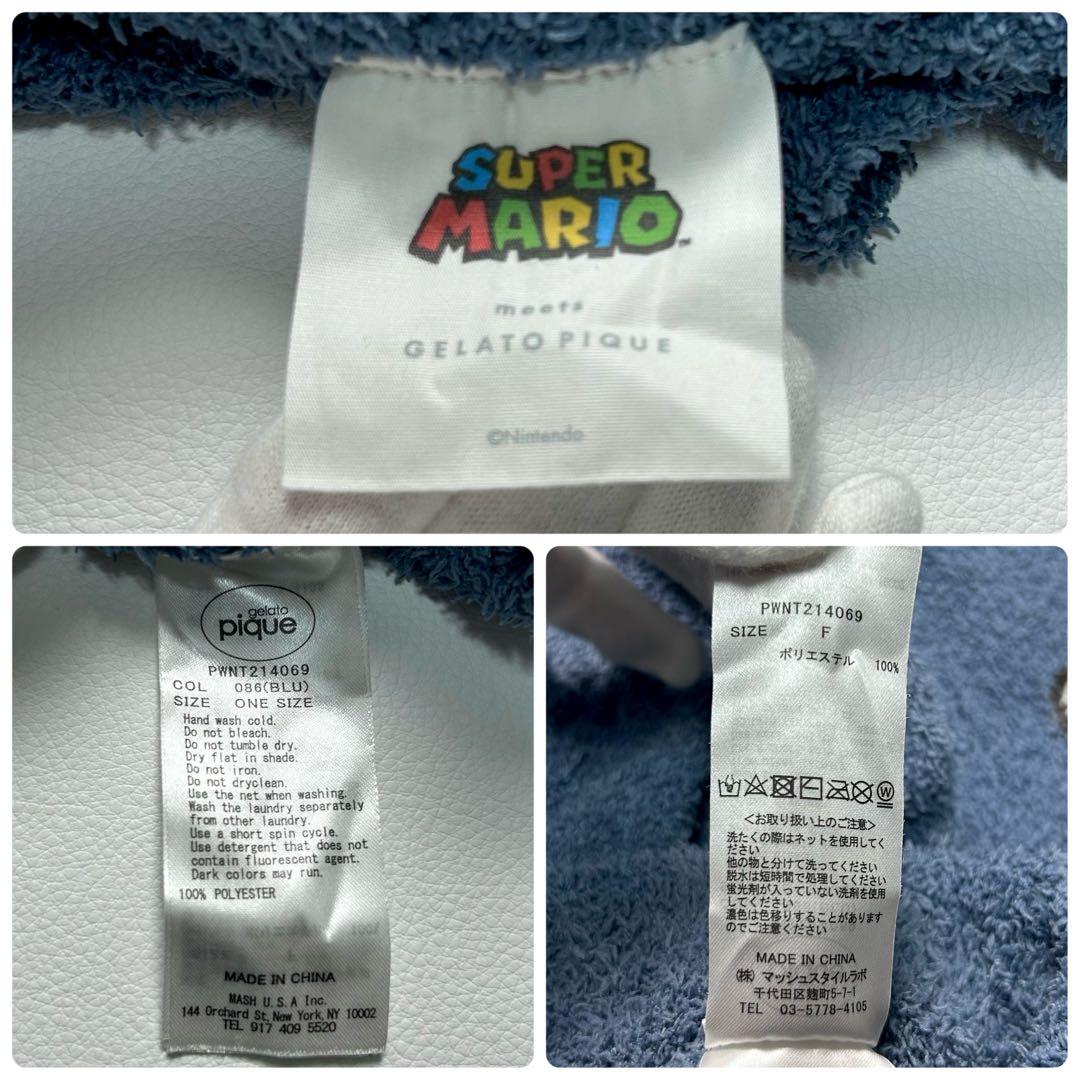 SUPER
MARIO™
meets
GELATO PIQUE
©Nintendo
gelato
pique
PWNT214069
COL 086(BLU)
SIZE ONE SIZE
Hand wash cold.
Do not bleach.
Do not tumble dry.
Dry flat in shade.
Do not iron.
Do not dryclean.
Use the net when washing.
Wash the laundry separately
from other laundry.
Use a short spin cycle.
Use detergent that does not
contain fluorescent agent.
Dark colors may run.
100% POLYESTER
MADE IN CHINA
MASH U.S.A Inc.
144 Orchard St, New York, NY 10002
TEL 917 409 5520
PWNT214069
SIZE F
ポリエステル 100%
W
<お取り扱い上のご注意>
洗たくの際はネットを使用してく
ださい
他の物と分けて洗ってください
脱水は短時間で処理してください
蛍光剤が入っていない洗剤を使用
してください
濃色は色移りすることがあります
のでご注意ください
MADE IN CHINA
(株) マッシュスタイルラボ
千代田区麹町5-7-1
TEL 03-5778-4105